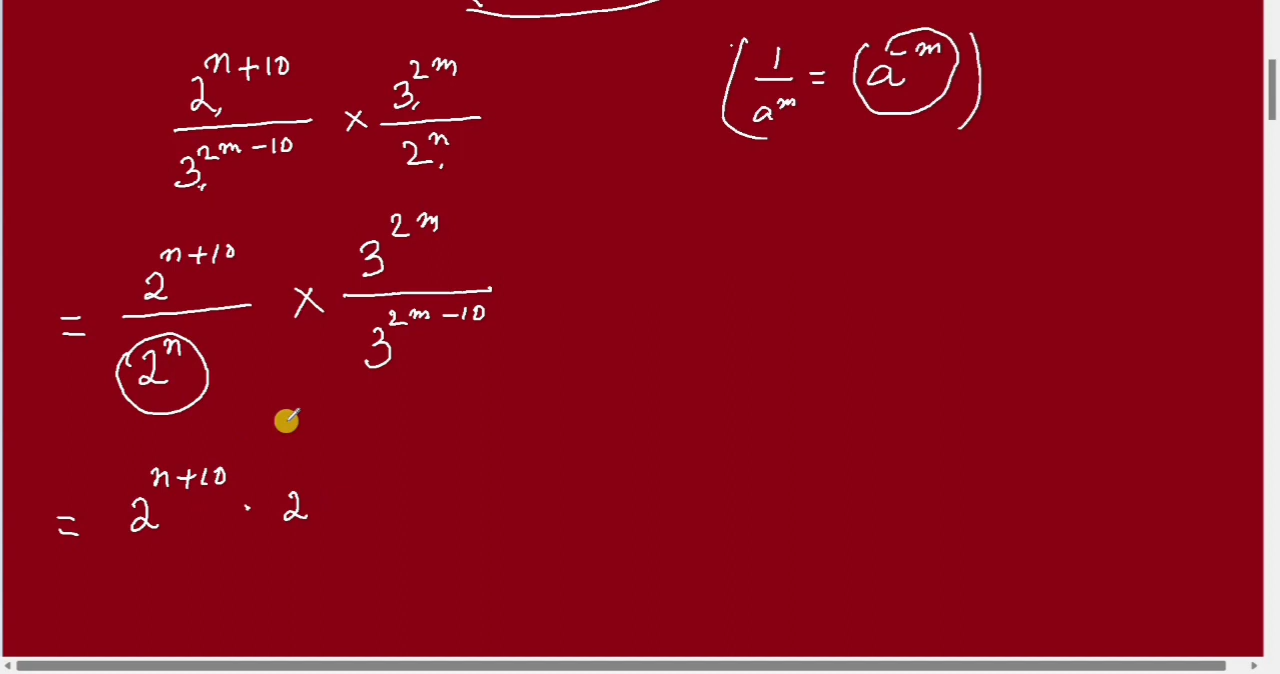 2^{n+10}/3^{2m-10} × 3^{2m}/2^n
(1/a^m = (a^{-m}))
= 2^{n+10}/2^n × 3^{2m}/3^{2m-10}
= 2^{n+10} · 2